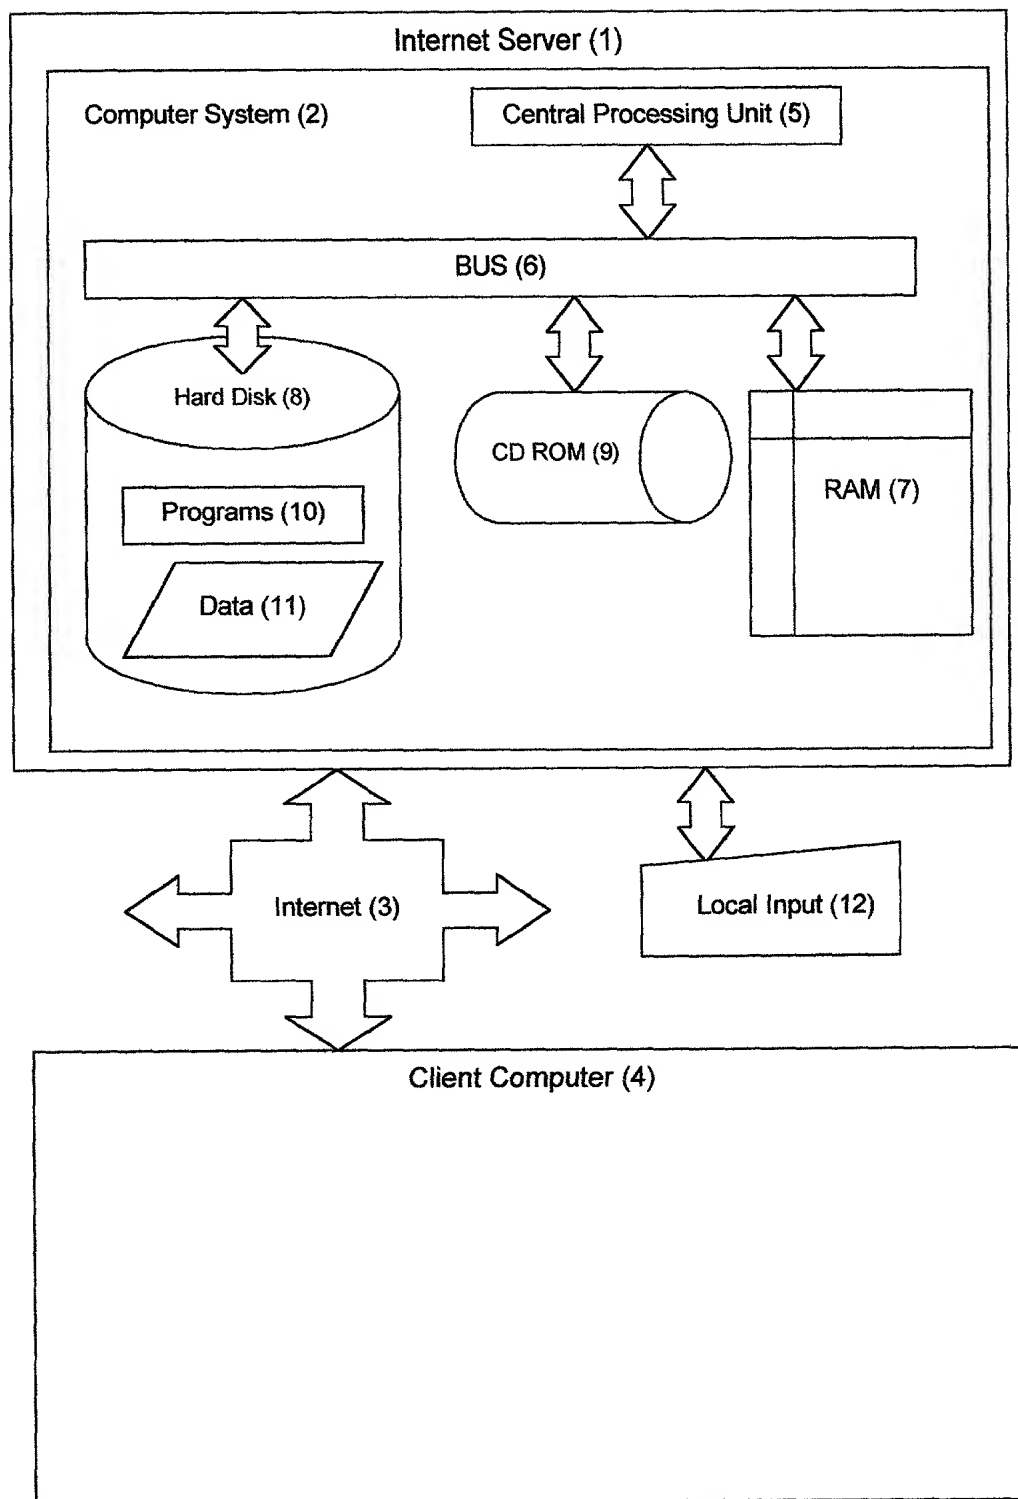 Internet Server (1)
Computer System (2)
Central Processing Unit (5)
BUS (6)
Hard Disk (8)
CD ROM (9)
RAM (7)
Programs (10)
Data (11)
Internet (3)
Local Input (12)
Client Computer (4)